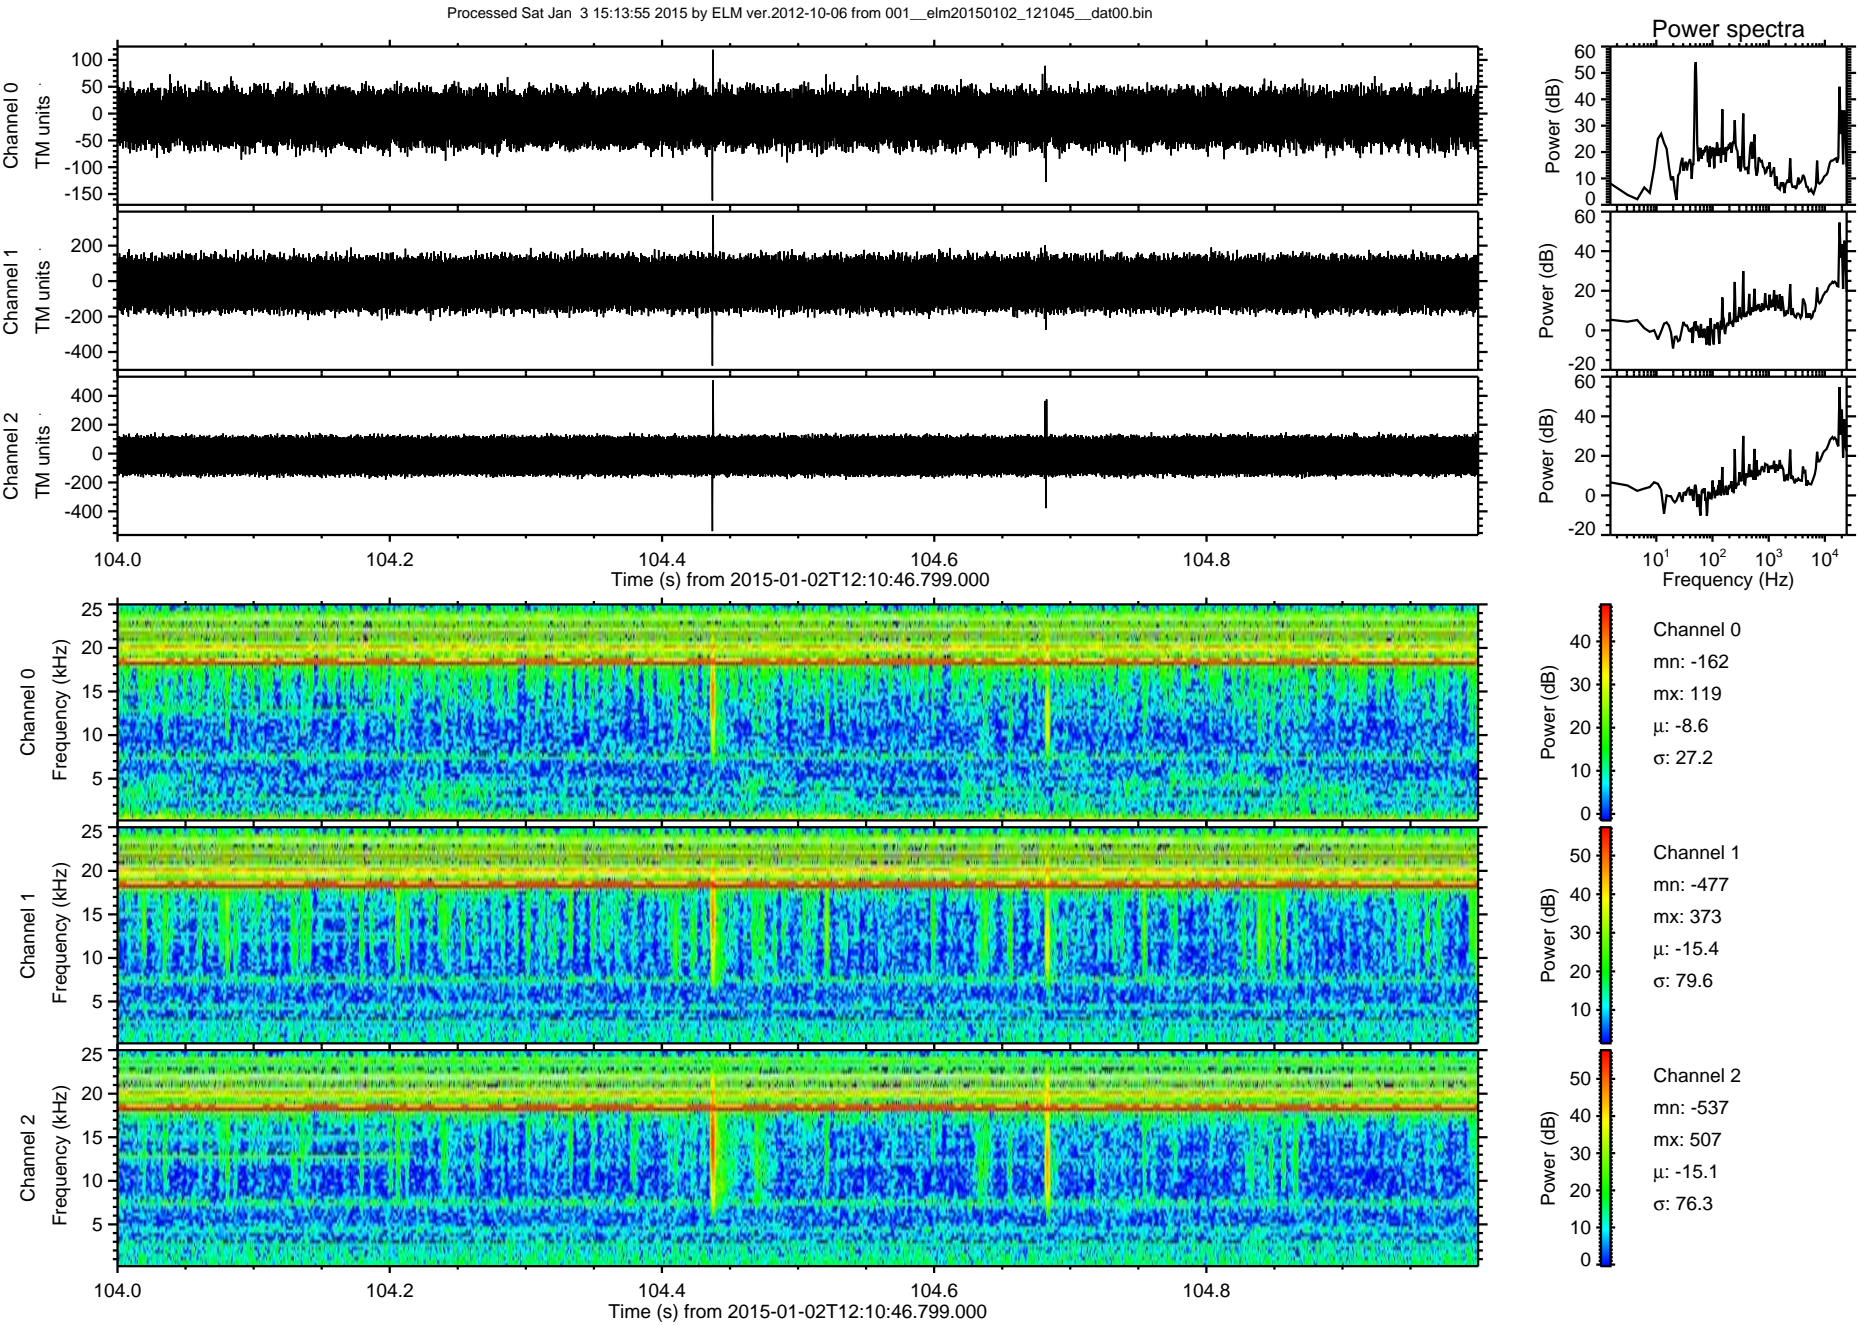 Processed Sat Jan  3 15:13:55 2015 by ELM ver.2012-10-06 from 001__elm20150102_121045__dat00.bin
Power spectra
Channel 0
TM units
100
50
0
-50
-100
-150
Power (dB)
60
50
40
30
20
10
0
Channel 1
TM units
200
0
-200
-400
Power (dB)
60
40
20
0
-20
Channel 2
TM units
400
200
0
-200
-400
Power (dB)
60
40
20
0
-20
104.0 104.2 104.4 104.6 104.8
Time (s) from 2015-01-02T12:10:46.799.000
10¹ 10² 10³ 10⁴
Frequency (Hz)
Channel 0
Frequency (kHz)
25
20
15
10
5
Power (dB)
40
30
20
10
0
Channel 0
mn: -162
mx: 119
μ: -8.6
σ: 27.2
Channel 1
Frequency (kHz)
25
20
15
10
5
Power (dB)
50
40
30
20
10
Channel 1
mn: -477
mx: 373
μ: -15.4
σ: 79.6
Channel 2
Frequency (kHz)
25
20
15
10
5
Power (dB)
50
40
30
20
10
0
Channel 2
mn: -537
mx: 507
μ: -15.1
σ: 76.3
104.0 104.2 104.4 104.6 104.8
Time (s) from 2015-01-02T12:10:46.799.000